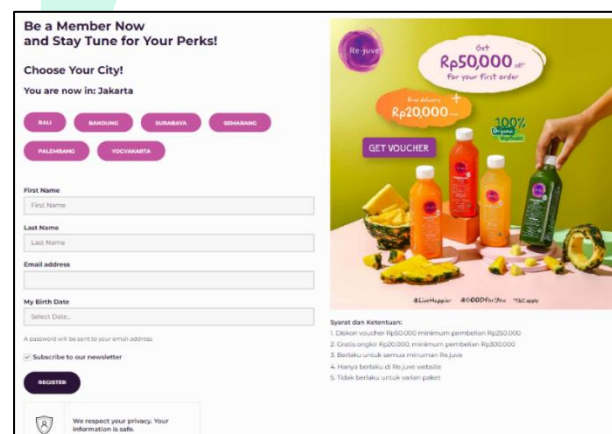 Be a Member Now
and Stay Tune for Your Perks!
Choose Your City!
You are now in: Jakarta
BALI
BANDUNG
SURABAYA
SEMARANG
PALEMBANG
YOGYAKARTA
First Name
First Name
Last Name
Last Name
Email address
My Birth Date
Select Date...
A password will be sent to your email address.
Subscribe to our newsletter
REGISTER
We respect your privacy. Your
information is safe.
Re.juve
Get
Rp50,000 off*
for your first order
Free delivery
Rp20,000
+
100%
Organic
GET VOUCHER
#LiveHappier #GOODForYou *T&C apply
Syarat dan Ketentuan:
1. Diskon voucher Rp50.000 minimum pembelian Rp250.000
2. Gratis ongkir Rp20.000, minimum pembelian Rp300.000
3. Berlaku untuk semua minuman Re.juve
4. Hanya berlaku di Re.juve website
5. Tidak berlaku untuk varian paket